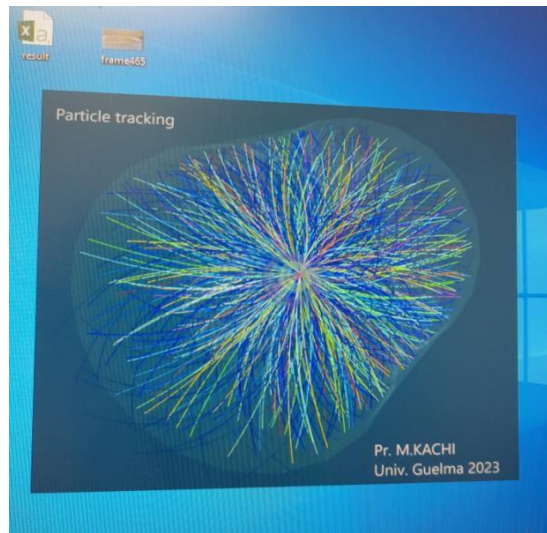 result
frame465
Particle tracking
Pr. M.KACHI
Univ. Guelma 2023